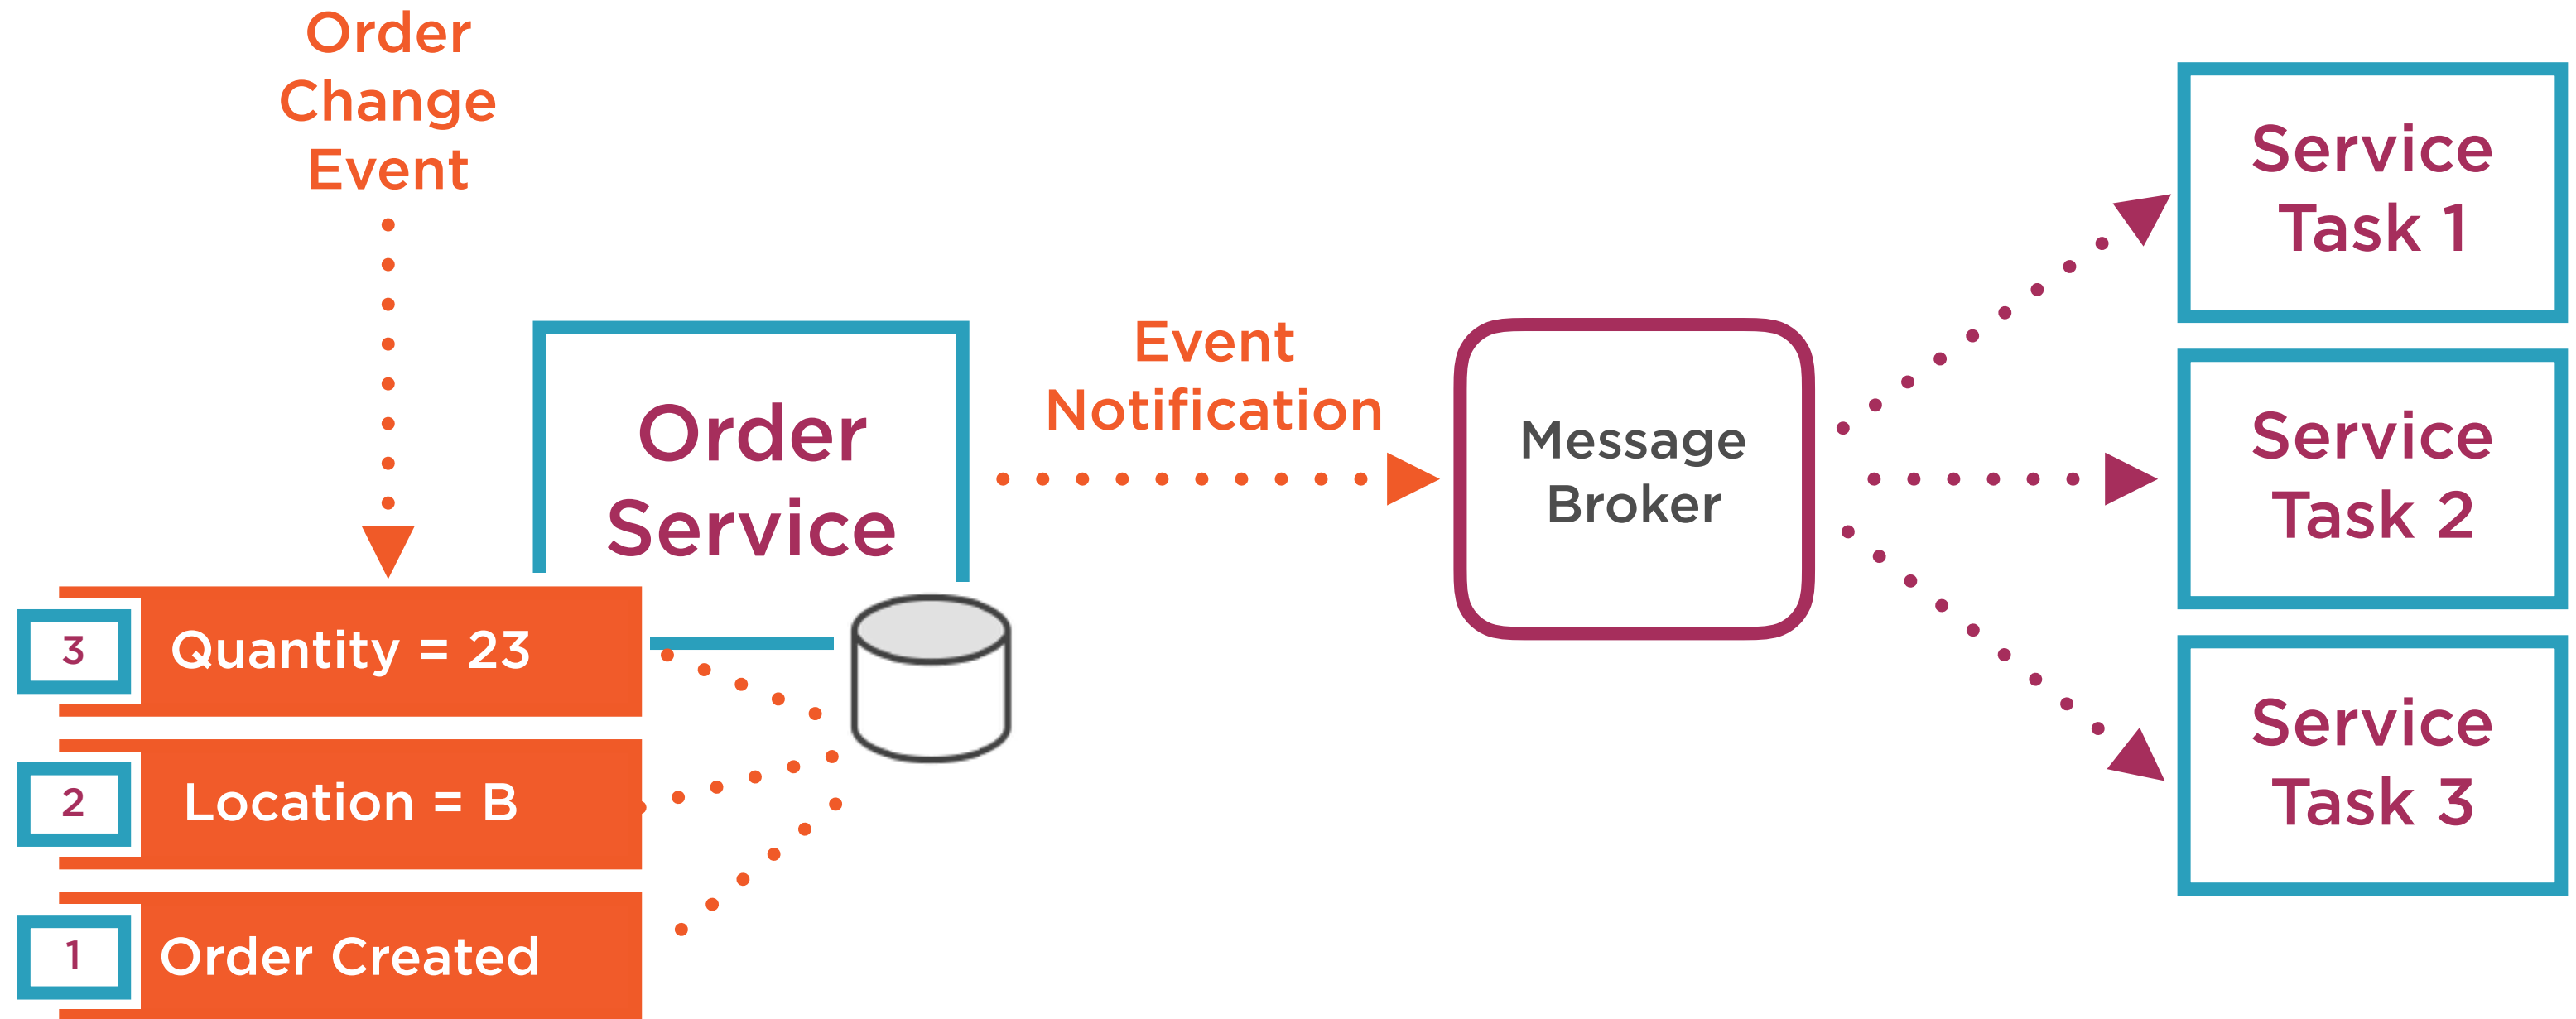 Order
Change
Event
Order
Service
Event
Notification
Message
Broker
Service
Task 1
Service
Task 2
Service
Task 3
3
Quantity = 23
2
Location = B
1
Order Created